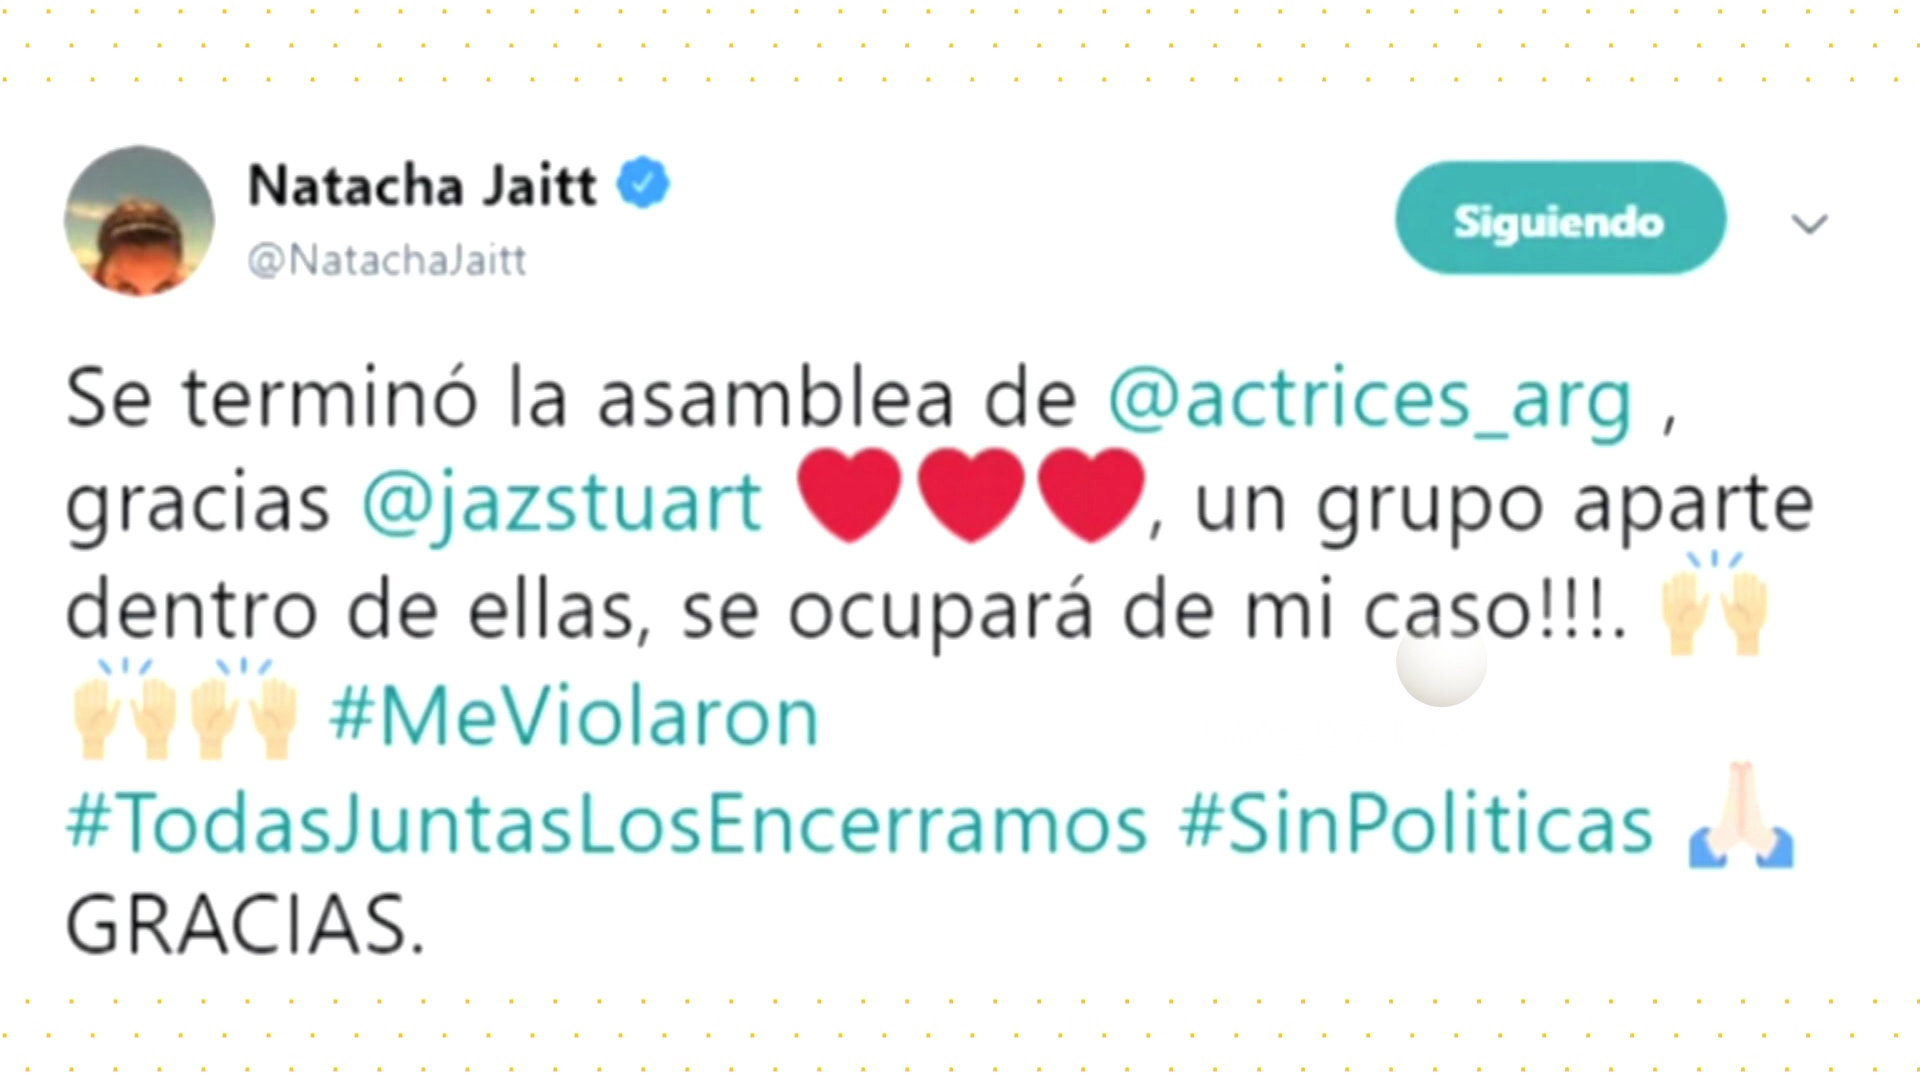 Natacha Jaitt
@NatachaJaitt
Siguiendo
Se terminó la asamblea de @actrices_arg ,
gracias @jazstuart ❤❤❤, un grupo aparte
dentro de ellas, se ocupará de mi caso!!!. 🙌
🙌🙌 #MeViolaron
#TodasJuntasLosEncerramos #SinPoliticas 🙏
GRACIAS.